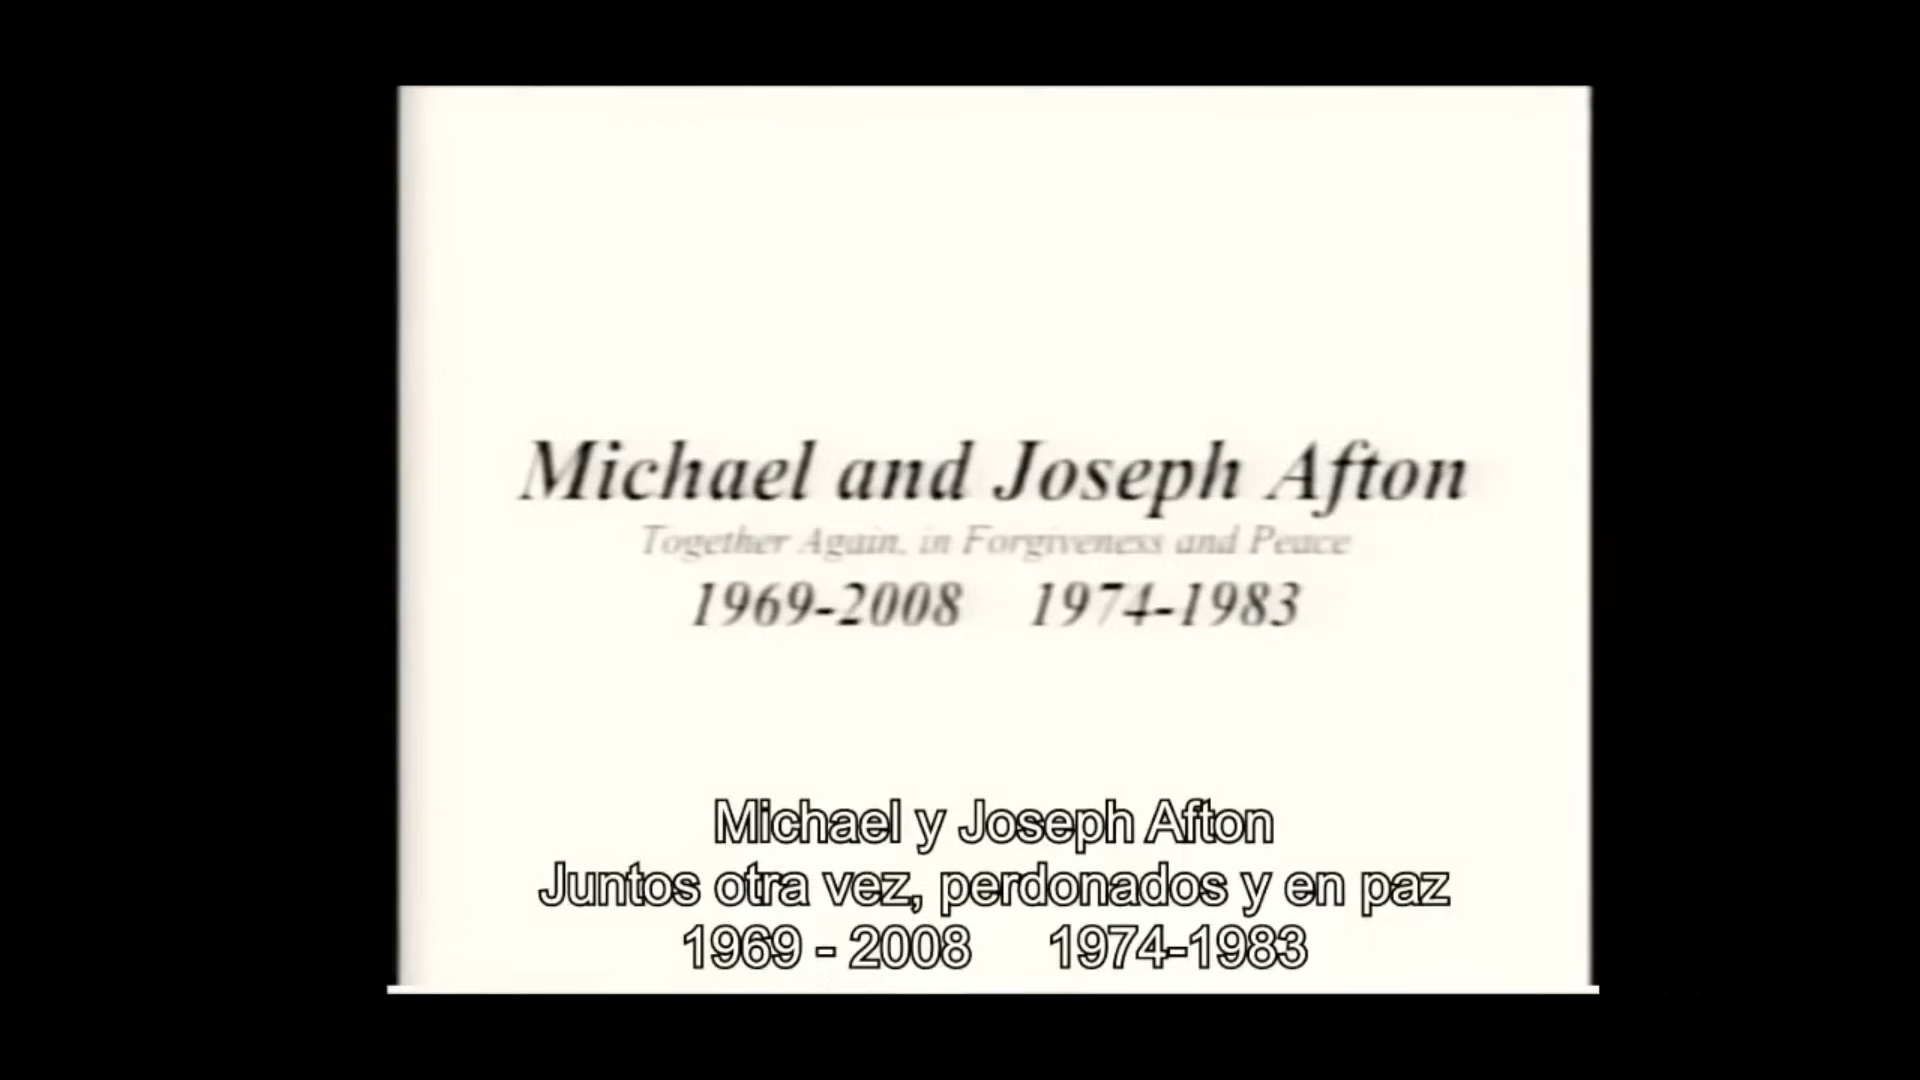 Michael and Joseph Afton
Together Again, in Forgiveness and Peace
1969-2008 1974-1983
Michael y Joseph Afton
Juntos otra vez, perdonados y en paz
1969 - 2008 1974-1983